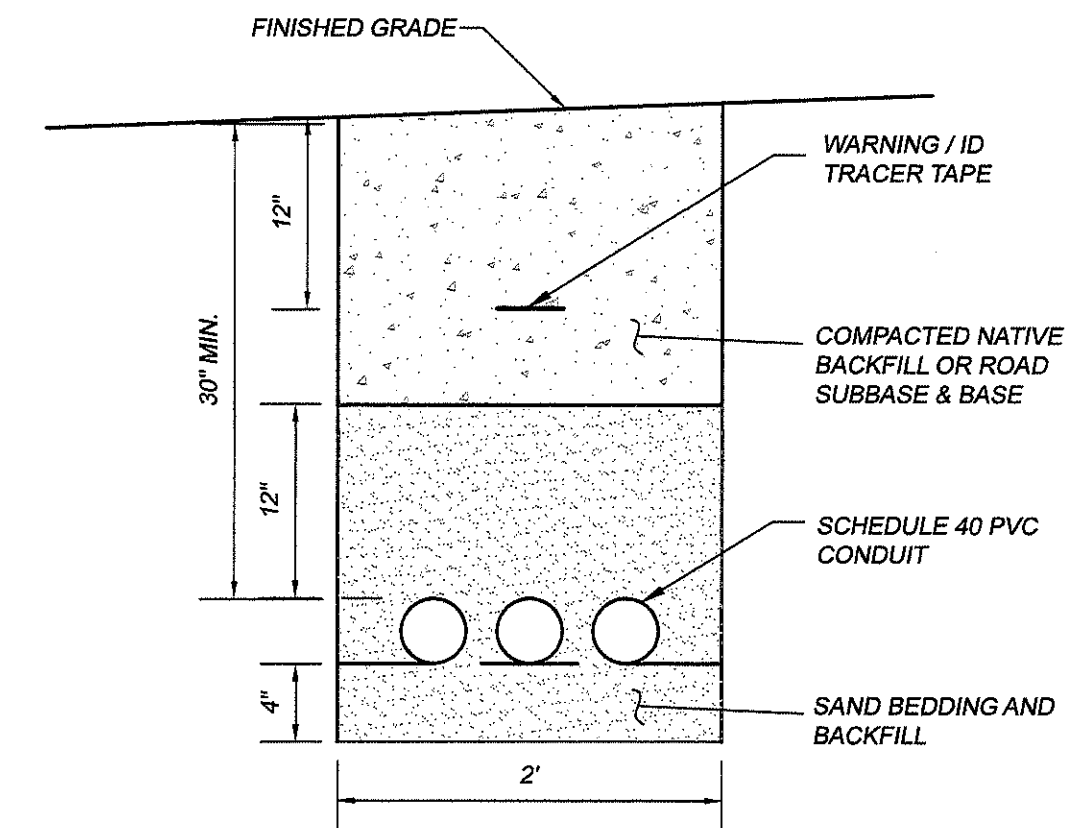 FINISHED GRADE
WARNING / ID
TRACER TAPE
12"
30" MIN.
COMPACTED NATIVE
BACKFILL OR ROAD
SUBBASE & BASE
12"
SCHEDULE 40 PVC
CONDUIT
4"
SAND BEDDING AND
BACKFILL
2'